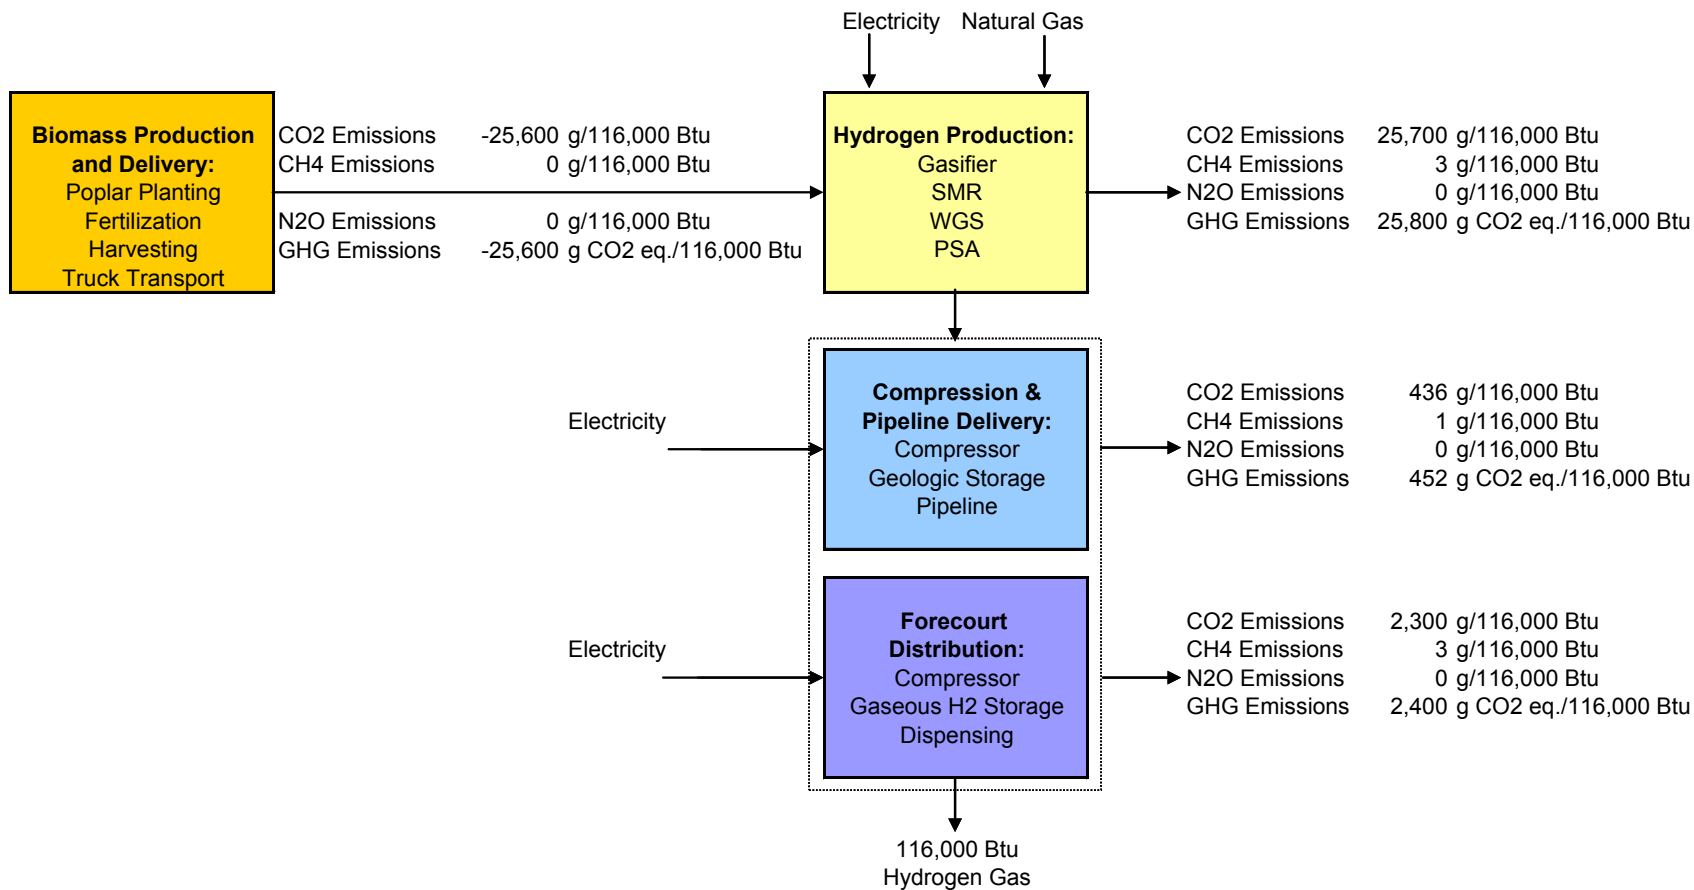 Electricity Natural Gas
Biomass Production
and Delivery:
Poplar Planting
Fertilization
Harvesting
Truck Transport
CO2 Emissions -25,600 g/116,000 Btu
CH4 Emissions 0 g/116,000 Btu
N2O Emissions 0 g/116,000 Btu
GHG Emissions -25,600 g CO2 eq./116,000 Btu
Hydrogen Production:
Gasifier
SMR
WGS
PSA
CO2 Emissions 25,700 g/116,000 Btu
CH4 Emissions 3 g/116,000 Btu
N2O Emissions 0 g/116,000 Btu
GHG Emissions 25,800 g CO2 eq./116,000 Btu
Electricity
Compression &
Pipeline Delivery:
Compressor
Geologic Storage
Pipeline
CO2 Emissions 436 g/116,000 Btu
CH4 Emissions 1 g/116,000 Btu
N2O Emissions 0 g/116,000 Btu
GHG Emissions 452 g CO2 eq./116,000 Btu
Electricity
Forecourt
Distribution:
Compressor
Gaseous H2 Storage
Dispensing
CO2 Emissions 2,300 g/116,000 Btu
CH4 Emissions 3 g/116,000 Btu
N2O Emissions 0 g/116,000 Btu
GHG Emissions 2,400 g CO2 eq./116,000 Btu
116,000 Btu
Hydrogen Gas